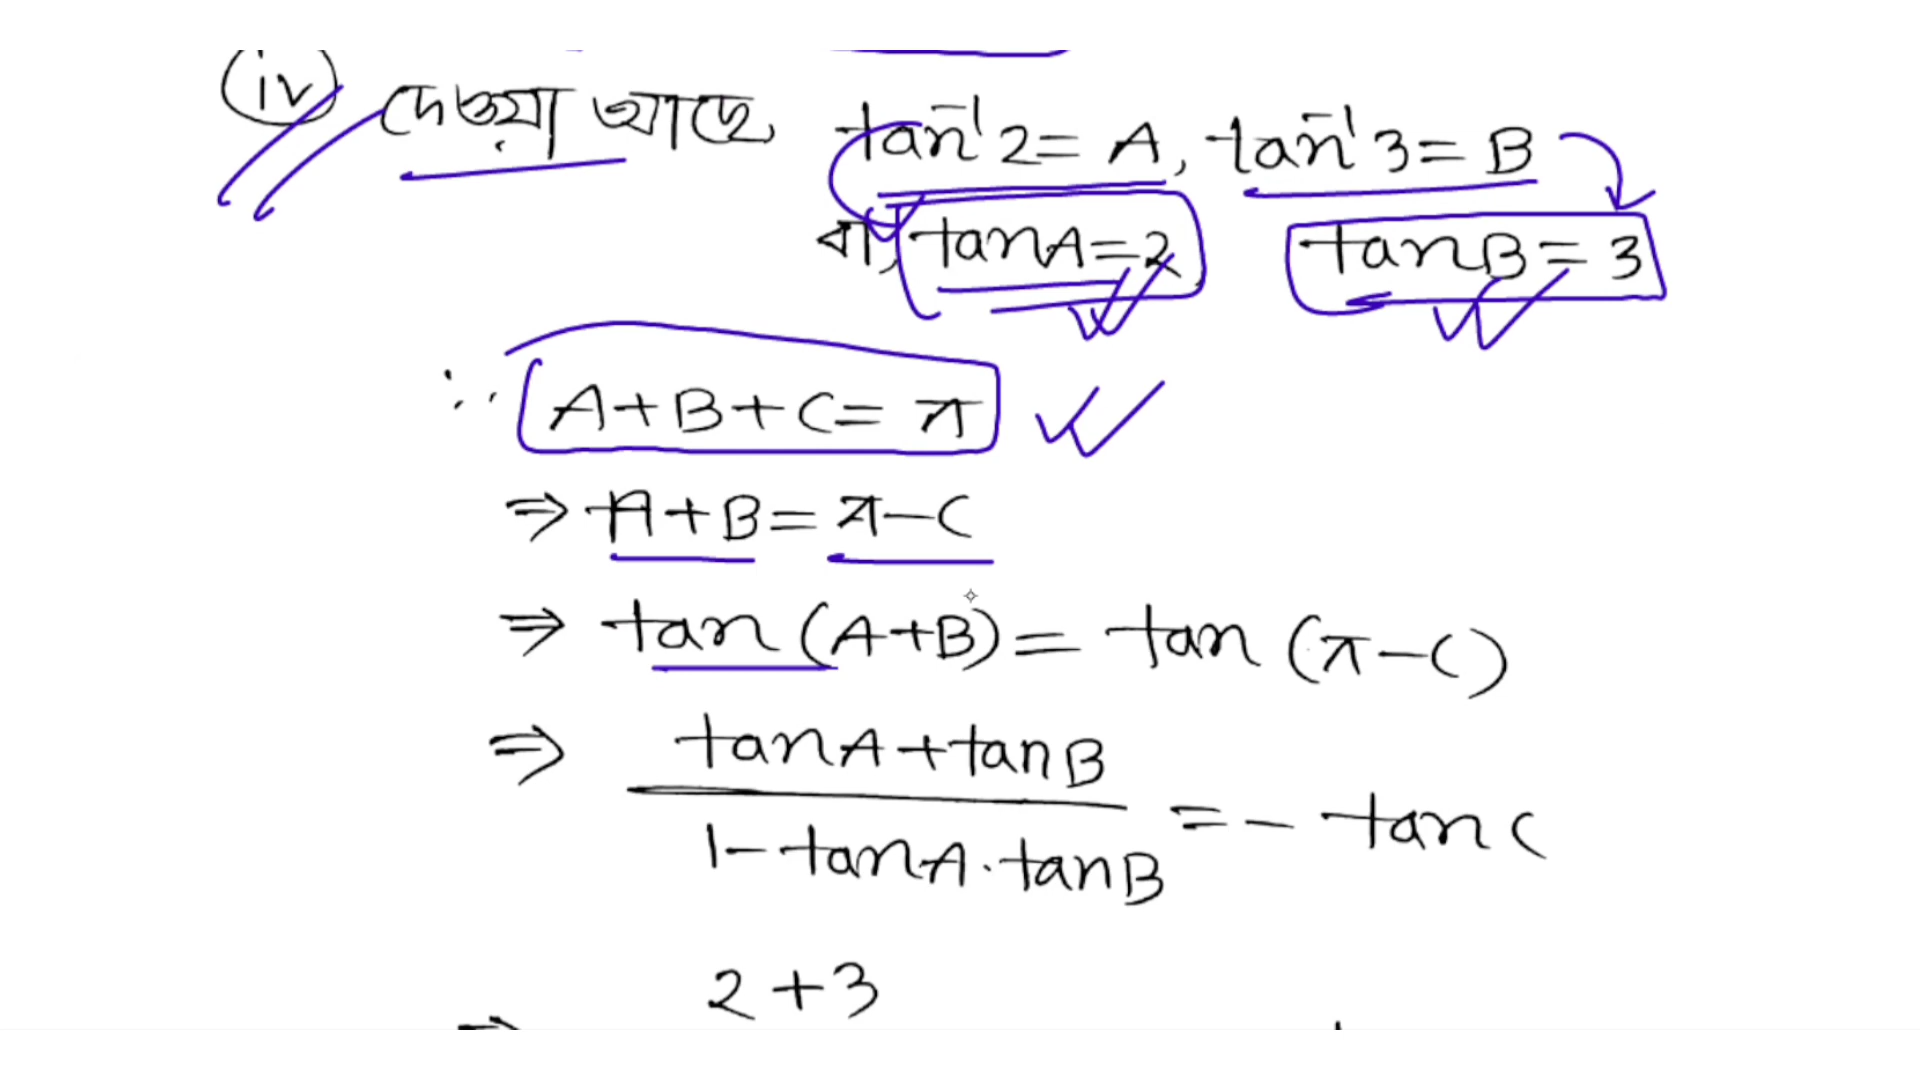 (iv) দেওয়া আছে, tan⁻¹2 = A, tan⁻¹3 = B
বা, tanA = 2 tanB = 3
∵ A + B + C = π
⇒ A + B = π - C
⇒ tan (A + B) = tan (π - C)
⇒ tanA + tanB / 1 - tanA . tanB = - tanC
2 + 3